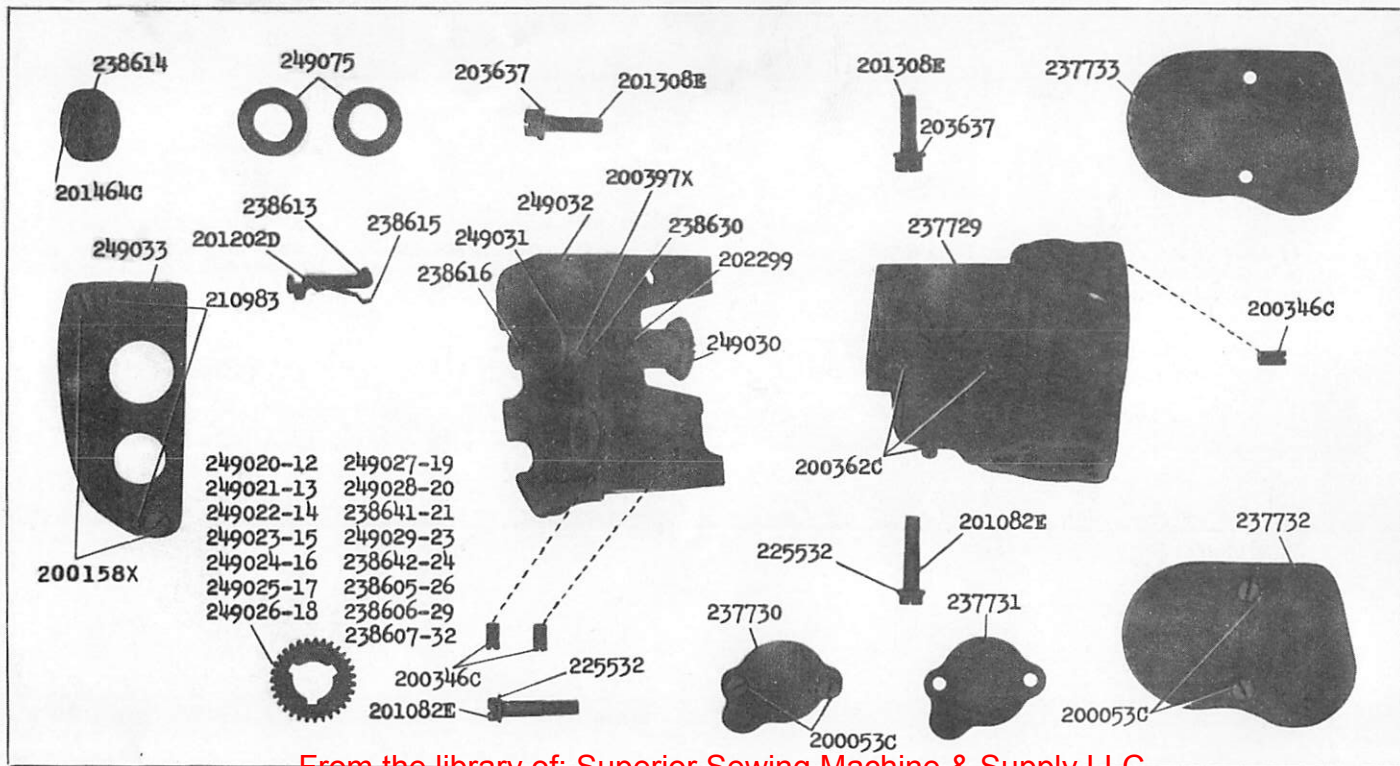 238614
249075
203637
201308E
201308E
203637
237733
201464C
238613
201202D
238615
249033
210983
200397X
249032
249031
238630
238616
202299
249030
237729
200346C
200362C
249020-12 249027-19
249021-13 249028-20
249022-14 238641-21
249023-15 249029-23
249024-16 238642-24
249025-17 238605-26
249026-18 238606-29
238607-32
200158X
200346C
201082E
225532
225532
201082E
237730
237731
237732
200053C
200053C
From the library of: Superior Sewing Machine & Supply LLC